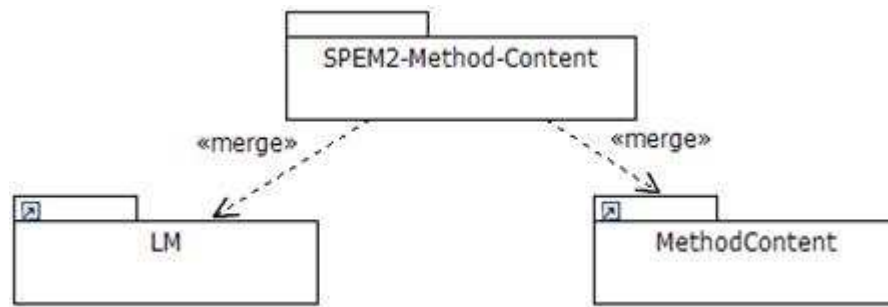 SPEM2-Method-Content
«merge»
«merge»
LM
MethodContent